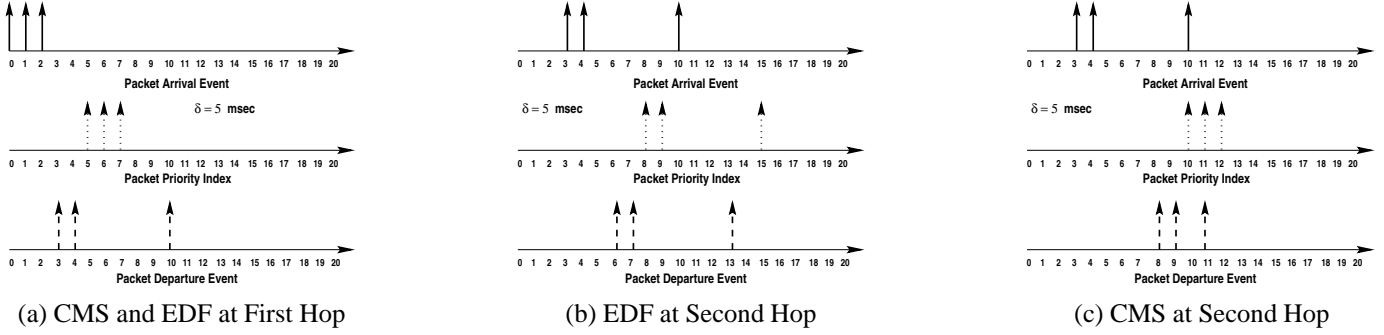 0 1 2 3 4 5 6 7 8 9 10 11 12 13 14 15 16 17 18 19 20
Packet Arrival Event
δ = 5 msec
0 1 2 3 4 5 6 7 8 9 10 11 12 13 14 15 16 17 18 19 20
Packet Priority Index
0 1 2 3 4 5 6 7 8 9 10 11 12 13 14 15 16 17 18 19 20
Packet Departure Event
(a) CMS and EDF at First Hop
0 1 2 3 4 5 6 7 8 9 10 11 12 13 14 15 16 17 18 19 20
Packet Arrival Event
δ = 5 msec
0 1 2 3 4 5 6 7 8 9 10 11 12 13 14 15 16 17 18 19 20
Packet Priority Index
0 1 2 3 4 5 6 7 8 9 10 11 12 13 14 15 16 17 18 19 20
Packet Departure Event
(b) EDF at Second Hop
0 1 2 3 4 5 6 7 8 9 10 11 12 13 14 15 16 17 18 19 20
Packet Arrival Event
δ = 5 msec
0 1 2 3 4 5 6 7 8 9 10 11 12 13 14 15 16 17 18 19 20
Packet Priority Index
0 1 2 3 4 5 6 7 8 9 10 11 12 13 14 15 16 17 18 19 20
Packet Departure Event
(c) CMS at Second Hop